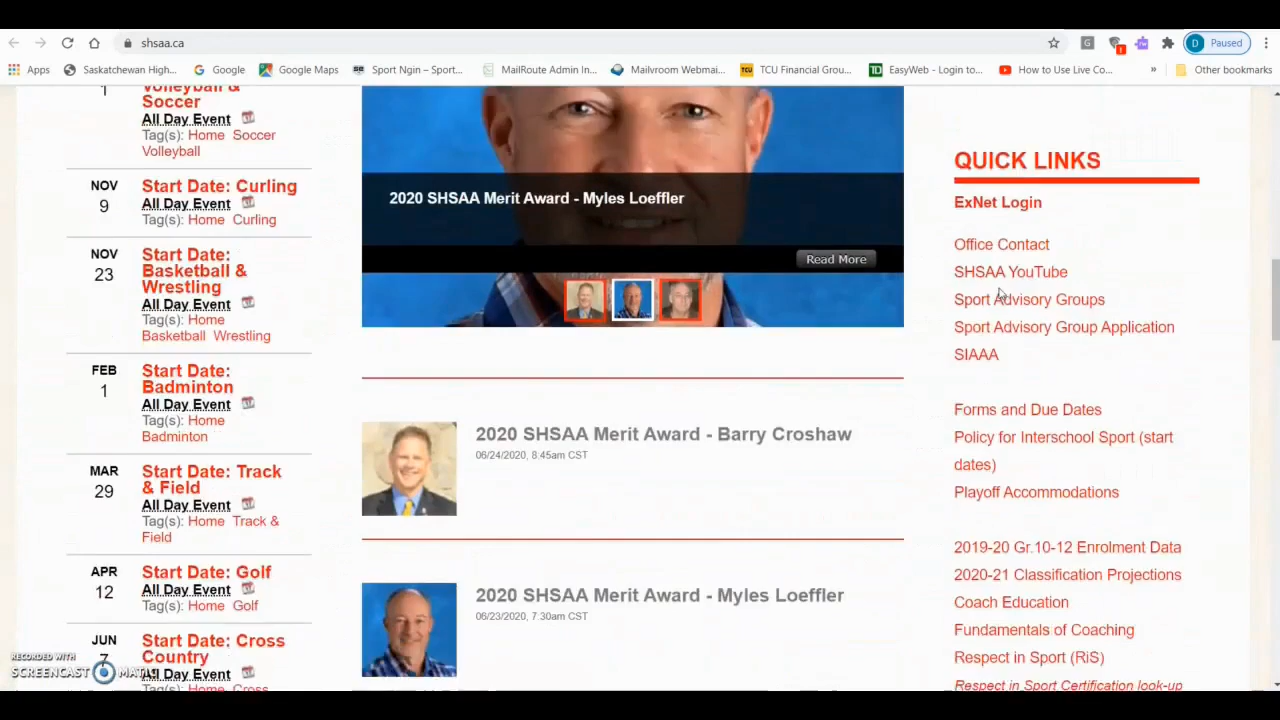 shsaa.ca
Paused
Apps
Saskatchewan High...
Google
Google Maps
Sport Ngin – Sport...
MailRoute Admin In...
Mailvroom Webmai...
TCU Financial Grou...
EasyWeb - Login to...
How to Use Live Co...
»
Other bookmarks
1
Volleyball &
Soccer
All Day Event
Tag(s): Home Soccer
Volleyball
NOV
9
Start Date: Curling
All Day Event
Tag(s): Home Curling
NOV
23
Start Date:
Basketball &
Wrestling
All Day Event
Tag(s): Home
Basketball Wrestling
FEB
1
Start Date:
Badminton
All Day Event
Tag(s): Home
Badminton
MAR
29
Start Date: Track
& Field
All Day Event
Tag(s): Home Track &
Field
APR
12
Start Date: Golf
All Day Event
Tag(s): Home Golf
JUN
7
Start Date: Cross
Country
All Day Event
Tag(s): Home Cross
2020 SHSAA Merit Award - Myles Loeffler
Read More
2020 SHSAA Merit Award - Barry Croshaw
06/24/2020, 8:45am CST
2020 SHSAA Merit Award - Myles Loeffler
06/23/2020, 7:30am CST
QUICK LINKS
ExNet Login
Office Contact
SHSAA YouTube
Sport Advisory Groups
Sport Advisory Group Application
SIAAA
Forms and Due Dates
Policy for Interschool Sport (start
dates)
Playoff Accommodations
2019-20 Gr.10-12 Enrolment Data
2020-21 Classification Projections
Coach Education
Fundamentals of Coaching
Respect in Sport (RiS)
Respect in Sport Certification look-up
RECORDED WITH
SCREENCAST MATIC